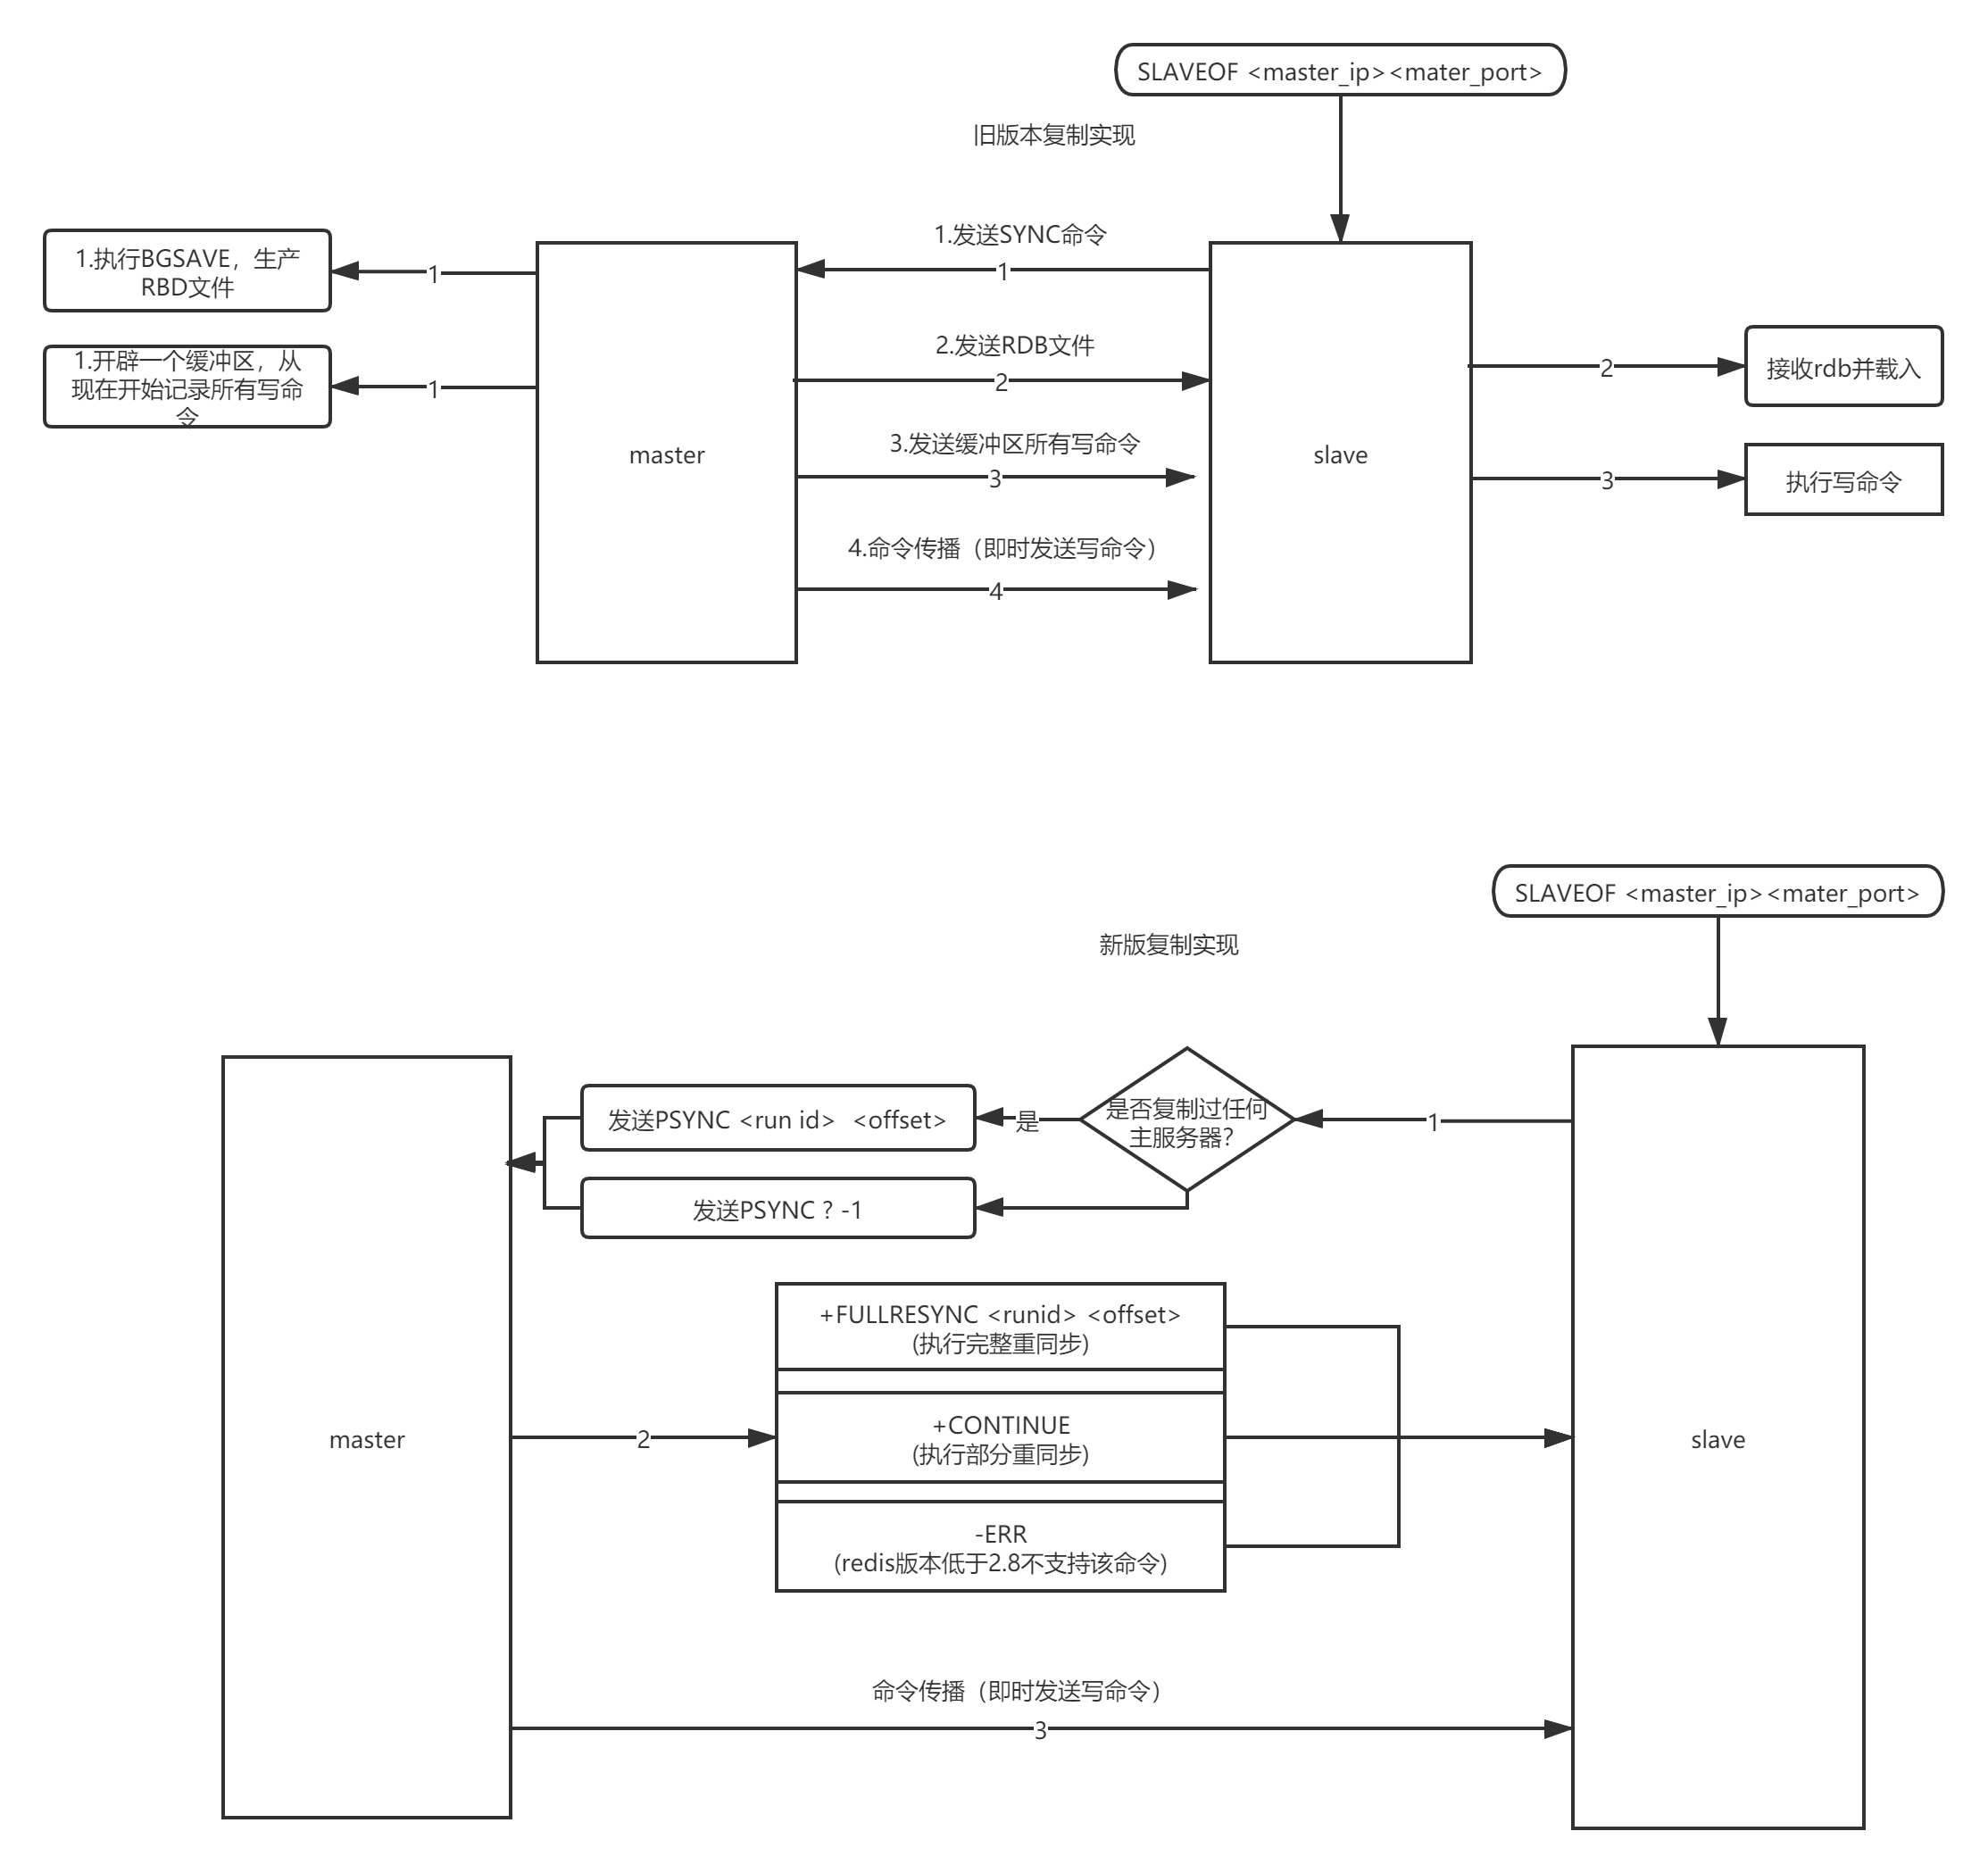 SLAVEOF <master_ip><mater_port>
旧版本复制实现
1.发送SYNC命令
1.执行BGSAVE，生产
RBD文件
1
1
2.发送RDB文件
1.开辟一个缓冲区，从
现在开始记录所有写命
令
1
2
2
接收rdb并载入
3.发送缓冲区所有写命令
master
slave
3
3
执行写命令
4.命令传播（即时发送写命令）
4
SLAVEOF <master_ip><mater_port>
新版复制实现
发送PSYNC <run id>  <offset>
是
是否复制过任何
主服务器？
1
发送PSYNC ? -1
+FULLRESYNC <runid> <offset>
(执行完整重同步)
master
2
+CONTINUE
(执行部分重同步)
slave
-ERR
(redis版本低于2.8不支持该命令)
命令传播（即时发送写命令）
3